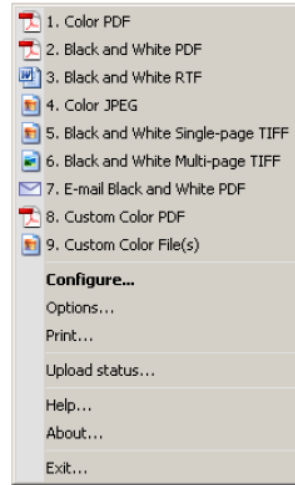 1. Color PDF
2. Black and White PDF
3. Black and White RTF
4. Color JPEG
5. Black and White Single-page TIFF
6. Black and White Multi-page TIFF
7. E-mail Black and White PDF
8. Custom Color PDF
9. Custom Color File(s)
Configure...
Options...
Print...
Upload status...
Help...
About...
Exit...